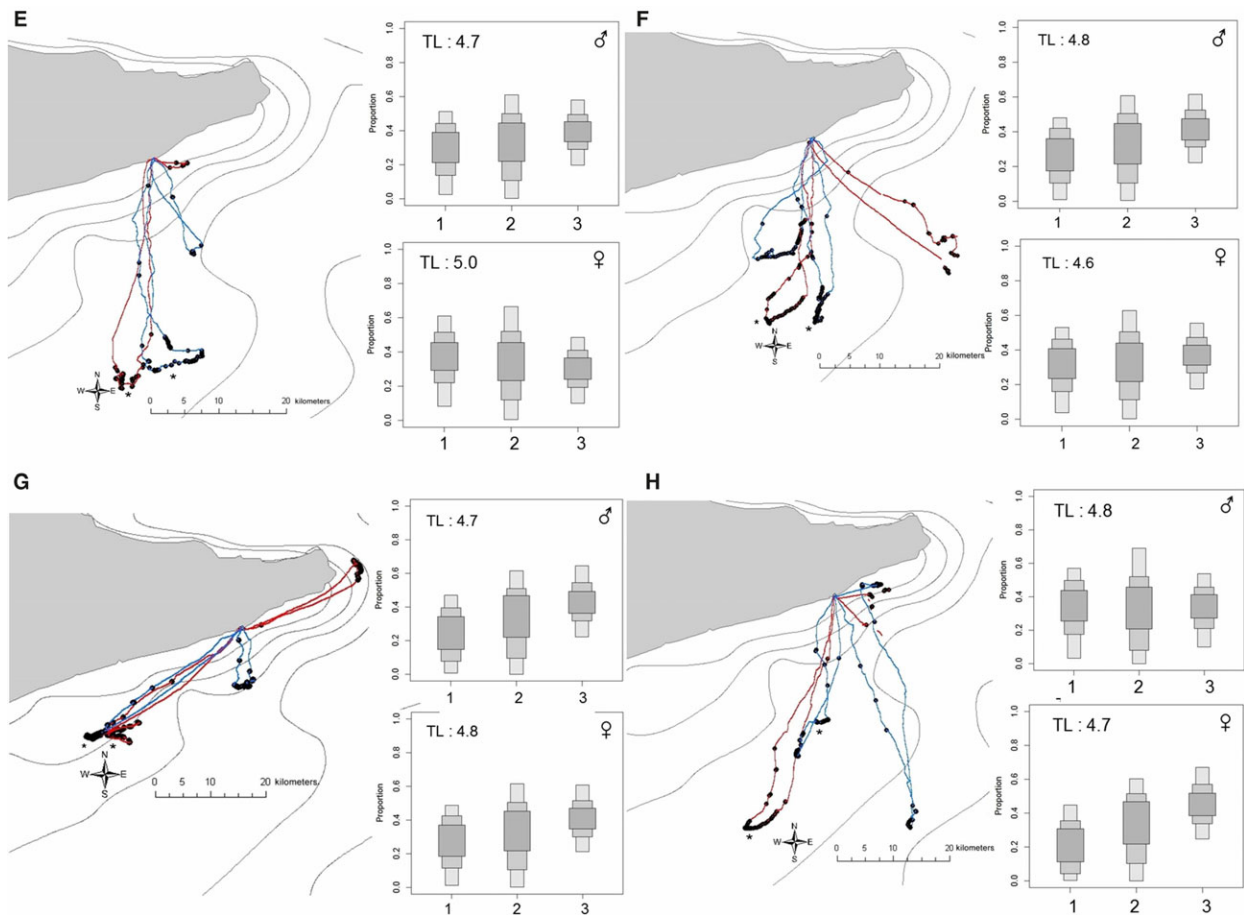 E
TL : 4.7 ♂
Proportion
1.0
0.8
0.6
0.4
0.2
0.0
1 2 3
TL : 5.0 ♀
Proportion
1.0
0.8
0.6
0.4
0.2
0.0
1 2 3
*
*
N
W E
S
0 5 10 20 kilometers
F
TL : 4.8 ♂
Proportion
1.0
0.8
0.6
0.4
0.2
0.0
1 2 3
TL : 4.6 ♀
Proportion
1.0
0.8
0.6
0.4
0.2
0.0
1 2 3
* *
N
W E
S
0 5 10 20 kilometers
G
TL : 4.7 ♂
Proportion
1.0
0.8
0.6
0.4
0.2
0.0
1 2 3
TL : 4.8 ♀
Proportion
1.0
0.8
0.6
0.4
0.2
0.0
1 2 3
* *
N
W E
S
0 5 10 20 kilometers
H
TL : 4.8 ♂
Proportion
1.0
0.8
0.6
0.4
0.2
0.0
1 2 3
TL : 4.7 ♀
Proportion
1.0
0.8
0.6
0.4
0.2
0.0
1 2 3
*
*
N
W E
S
0 5 10 20 kilometers